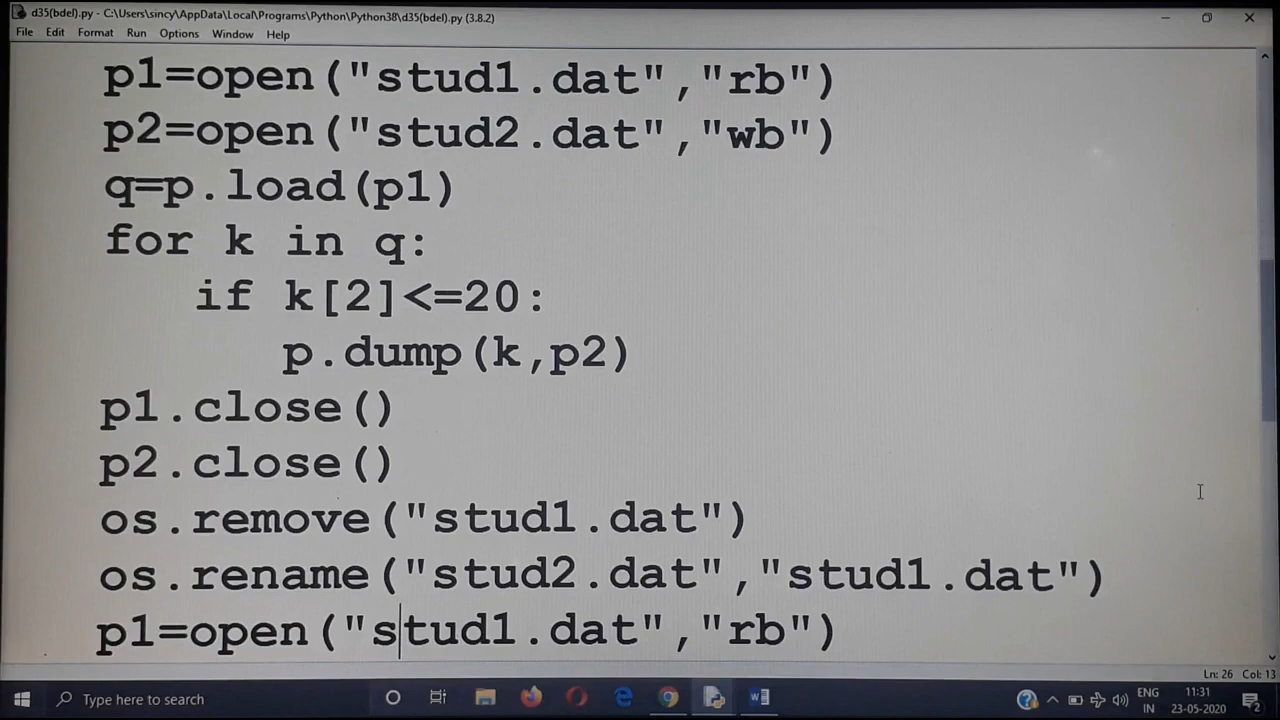 d35(bdel).py - C:\Users\sincy\AppData\Local\Programs\Python\Python38\d35(bdel).py (3.8.2)
File Edit Format Run Options Window Help
p1=open("stud1.dat","rb")
p2=open("stud2.dat","wb")
q=p.load(p1)
for k in q:
if k[2]<=20:
p.dump(k,p2)
p1.close()
p2.close()
os.remove("stud1.dat")
os.rename("stud2.dat","stud1.dat")
p1=open("stud1.dat","rb")
Ln: 26 Col: 13
Type here to search
ENG
IN
11:31
23-05-2020
2